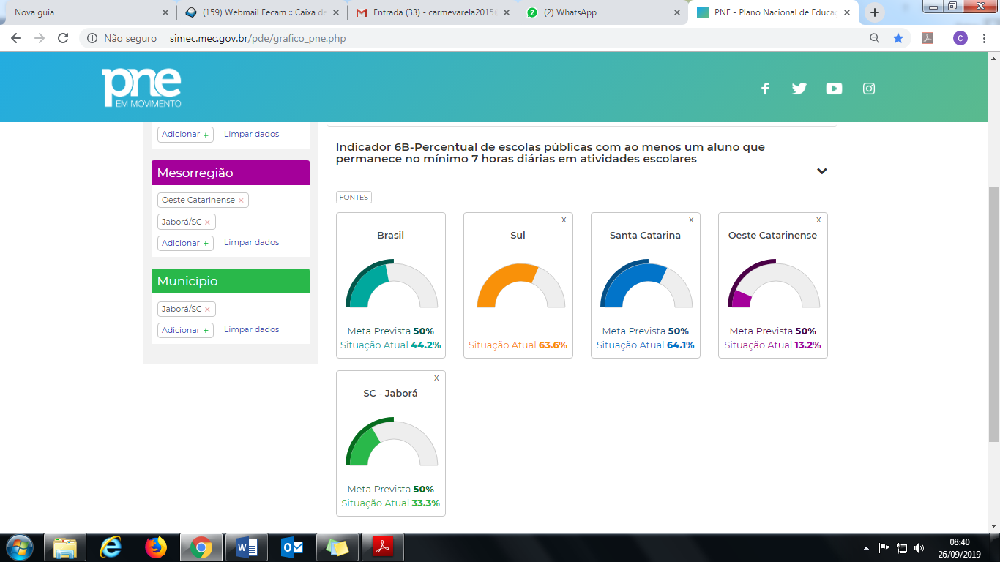 Nova guia
(159) Webmail Fecam :: Caixa de
Entrada (33) - carmevarela2015@
(2) WhatsApp
PNE - Plano Nacional de Educaç
Não seguro
simec.mec.gov.br/pde/grafico_pne.php
C
pne
EM MOVIMENTO
Adicionar +
Limpar dados
Mesorregião
Oeste Catarinense ×
Jaborá/SC ×
Adicionar +
Limpar dados
Município
Jaborá/SC ×
Adicionar +
Limpar dados
Indicador 6B-Percentual de escolas públicas com ao menos um aluno que
permanece no mínimo 7 horas diárias em atividades escolares
FONTES
Brasil
Meta Prevista 50%
Situação Atual 44.2%
X
Sul
Situação Atual 63.6%
X
Santa Catarina
Meta Prevista 50%
Situação Atual 64.1%
X
Oeste Catarinense
Meta Prevista 50%
Situação Atual 13.2%
X
SC - Jaborá
Meta Prevista 50%
Situação Atual 33.3%
08:40
26/09/2019